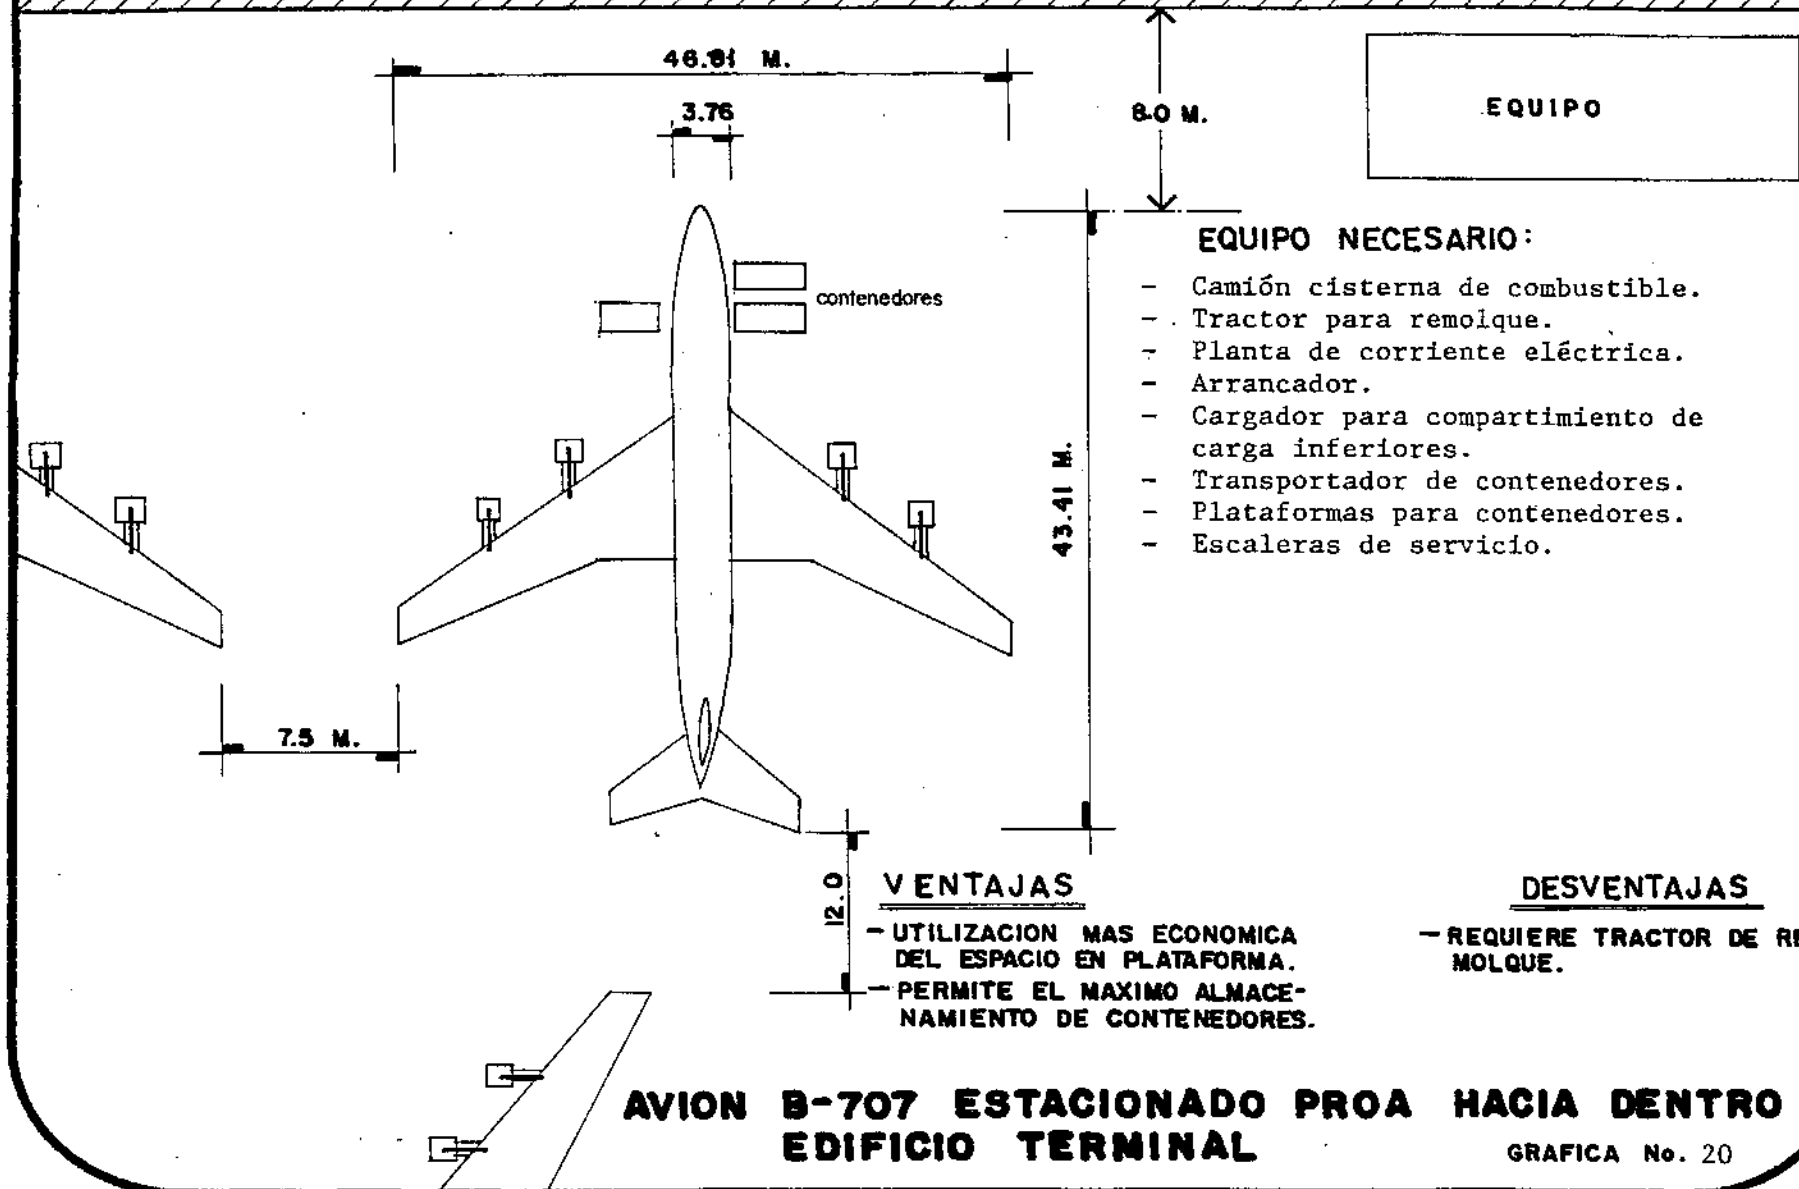 46.61 M.
3.76
8.0 M.
EQUIPO
contenedores
EQUIPO NECESARIO:
- Camión cisterna de combustible.
- Tractor para remolque.
- Planta de corriente eléctrica.
- Arrancador.
- Cargador para compartimiento de
carga inferiores.
- Transportador de contenedores.
- Plataformas para contenedores.
- Escaleras de servicio.
43.41 M.
7.5 M.
12.0
VENTAJAS
- UTILIZACION MAS ECONOMICA
DEL ESPACIO EN PLATAFORMA.
- PERMITE EL MAXIMO ALMACE-
NAMIENTO DE CONTENEDORES.
DESVENTAJAS
- REQUIERE TRACTOR DE RE
MOLQUE.
AVION B-707 ESTACIONADO PROA HACIA DENTRO
EDIFICIO TERMINAL
GRAFICA No. 20